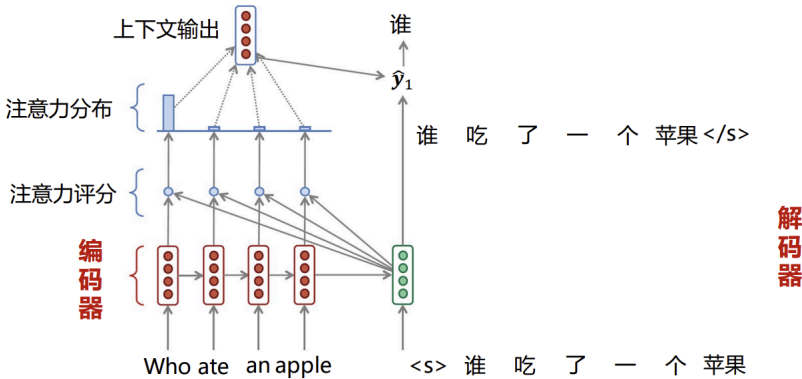 上下文输出
谁
ŷ₁
注意力分布
谁 吃 了 一 个 苹果 </s>
注意力评分
编码器
解码器
Who ate an apple
<s> 谁 吃 了 一 个 苹果